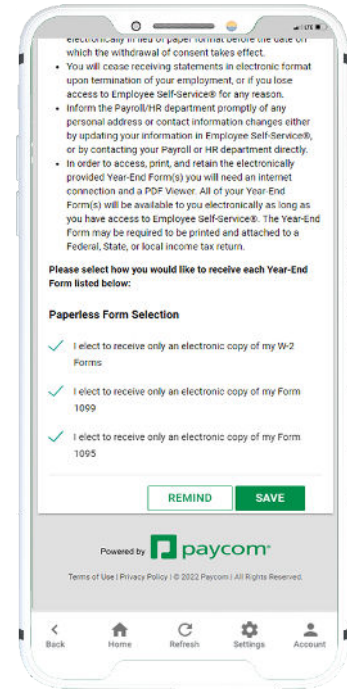 electronically in lieu of paper format before the date on
which the withdrawal of consent takes effect.
• You will cease receiving statements in electronic format
upon termination of your employment, or if you lose
access to Employee Self-Service® for any reason.
• Inform the Payroll/HR department promptly of any
personal address or contact information changes either
by updating your information in Employee Self-Service®,
or by contacting your Payroll or HR department directly.
• In order to access, print, and retain the electronically
provided Year-End Form(s) you will need an internet
connection and a PDF Viewer. All of your Year-End
Form(s) will be available to you electronically as long as
you have access to Employee Self-Service®. The Year-End
Form may be required to be printed and attached to a
Federal, State, or local income tax return.
Please select how you would like to receive each Year-End
Form listed below:
Paperless Form Selection
I elect to receive only an electronic copy of my W-2
Forms
I elect to receive only an electronic copy of my Form
1099
I elect to receive only an electronic copy of my Form
1095
REMIND SAVE
Powered by paycom
Terms of Use | Privacy Policy | © 2022 Paycom | All Rights Reserved.
Back Home Refresh Settings Account